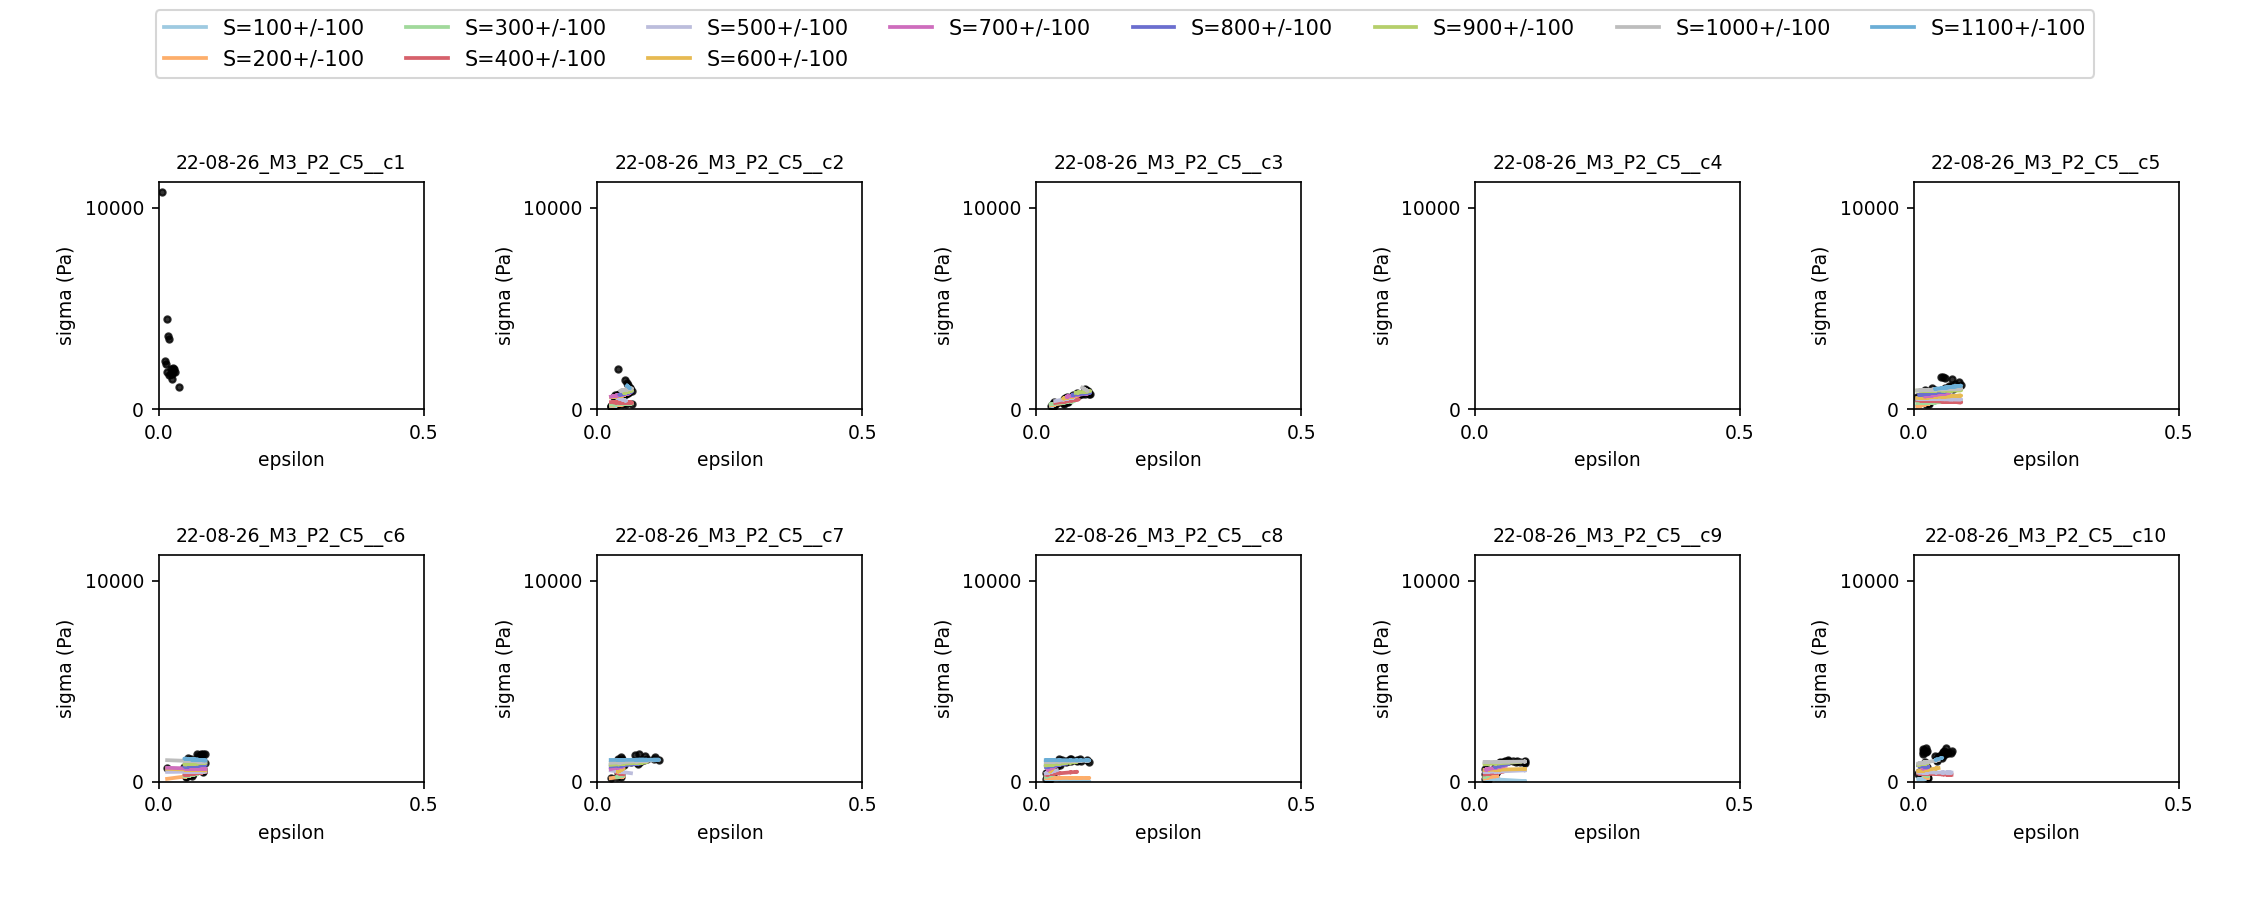 S=100+/-100 S=300+/-100 S=500+/-100 S=700+/-100 S=800+/-100 S=900+/-100 S=1000+/-100 S=1100+/-100
S=200+/-100 S=400+/-100 S=600+/-100
22-08-26_M3_P2_C5__c1 22-08-26_M3_P2_C5__c2 22-08-26_M3_P2_C5__c3 22-08-26_M3_P2_C5__c4 22-08-26_M3_P2_C5__c5
10000 10000 10000 10000 10000
sigma (Pa) sigma (Pa) sigma (Pa) sigma (Pa) sigma (Pa)
0 0 0 0 0
0.0 0.5 0.0 0.5 0.0 0.5 0.0 0.5 0.0 0.5
epsilon epsilon epsilon epsilon epsilon
22-08-26_M3_P2_C5__c6 22-08-26_M3_P2_C5__c7 22-08-26_M3_P2_C5__c8 22-08-26_M3_P2_C5__c9 22-08-26_M3_P2_C5__c10
10000 10000 10000 10000 10000
sigma (Pa) sigma (Pa) sigma (Pa) sigma (Pa) sigma (Pa)
0 0 0 0 0
0.0 0.5 0.0 0.5 0.0 0.5 0.0 0.5 0.0 0.5
epsilon epsilon epsilon epsilon epsilon